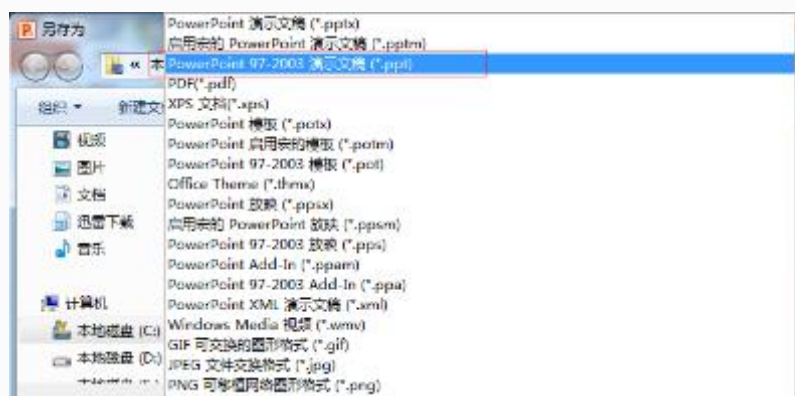 另存为
PowerPoint 演示文稿 (*.pptx)
启用宏的 PowerPoint 演示文稿 (*.pptm)
« 本
PowerPoint 97-2003 演示文稿 (*.ppt)
PDF(*.pdf)
组织 新建文
XPS 文档(*.xps)
PowerPoint 模板 (*.potx)
视频
PowerPoint 启用宏的模板 (*.potm)
图片
PowerPoint 97-2003 模板 (*.pot)
Office Theme (*.thmx)
文档
PowerPoint 放映 (*.ppsx)
迅雷下载
启用宏的 PowerPoint 放映 (*.ppsm)
音乐
PowerPoint 97-2003 放映 (*.pps)
PowerPoint Add-In (*.ppam)
PowerPoint 97-2003 Add-In (*.ppa)
计算机
PowerPoint XML 演示文稿 (*.xml)
本地磁盘 (C:)
Windows Media 视频 (*.wmv)
GIF 可交换的图形格式 (*.gif)
本地磁盘 (D:)
JPEG 文件交换格式 (*.jpg)
PNG 可移植网络图形格式 (*.png)